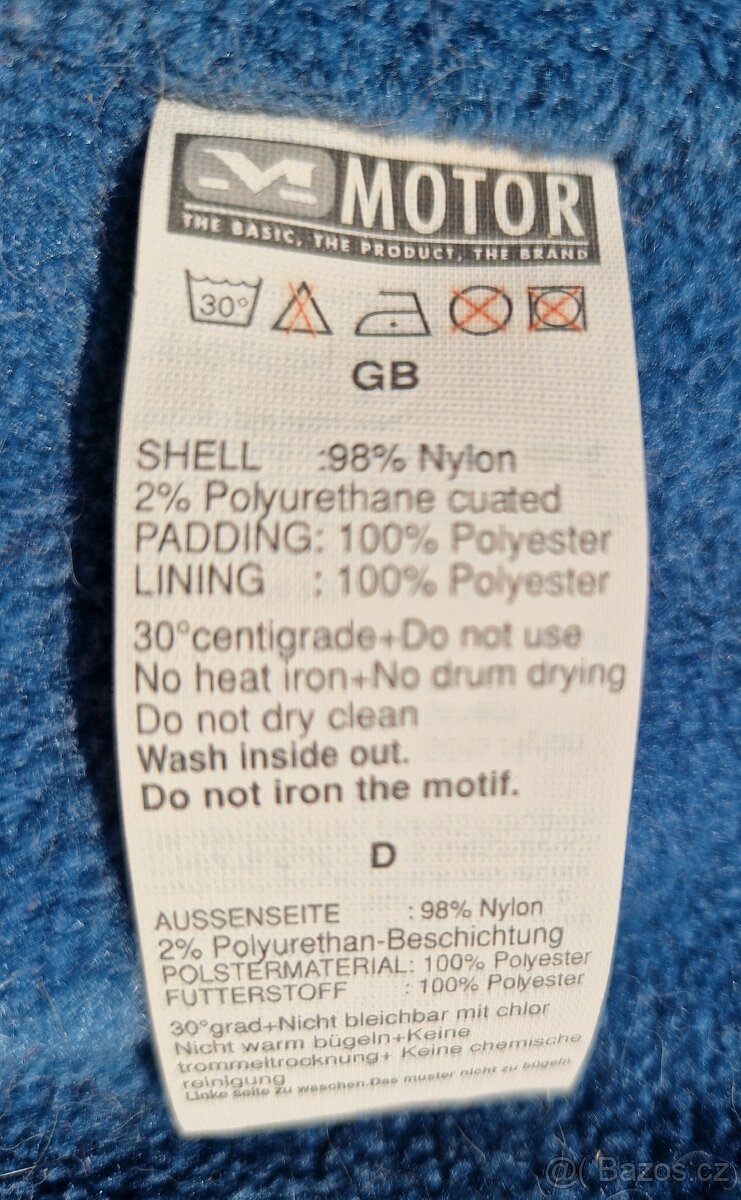 MOTOR
THE BASIC, THE PRODUCT, THE BRAND
30°
GB
SHELL :98% Nylon
2% Polyurethane cuated
PADDING: 100% Polyester
LINING : 100% Polyester
30°centigrade+Do not use
No heat iron+No drum drying
Do not dry clean
Wash inside out.
Do not iron the motif.
D
AUSSENSEITE : 98% Nylon
2% Polyurethan-Beschichtung
POLSTERMATERIAL: 100% Polyester
FUTTERSTOFF : 100% Polyester
30°grad+Nicht bleichbar mit chlor
Nicht warm bügeln+Keine
trommeltrocknung+ Keine chemische
reinigung
Linke seite zu waschen.Das muster nicht zu bügeln
@( Bazos.cz